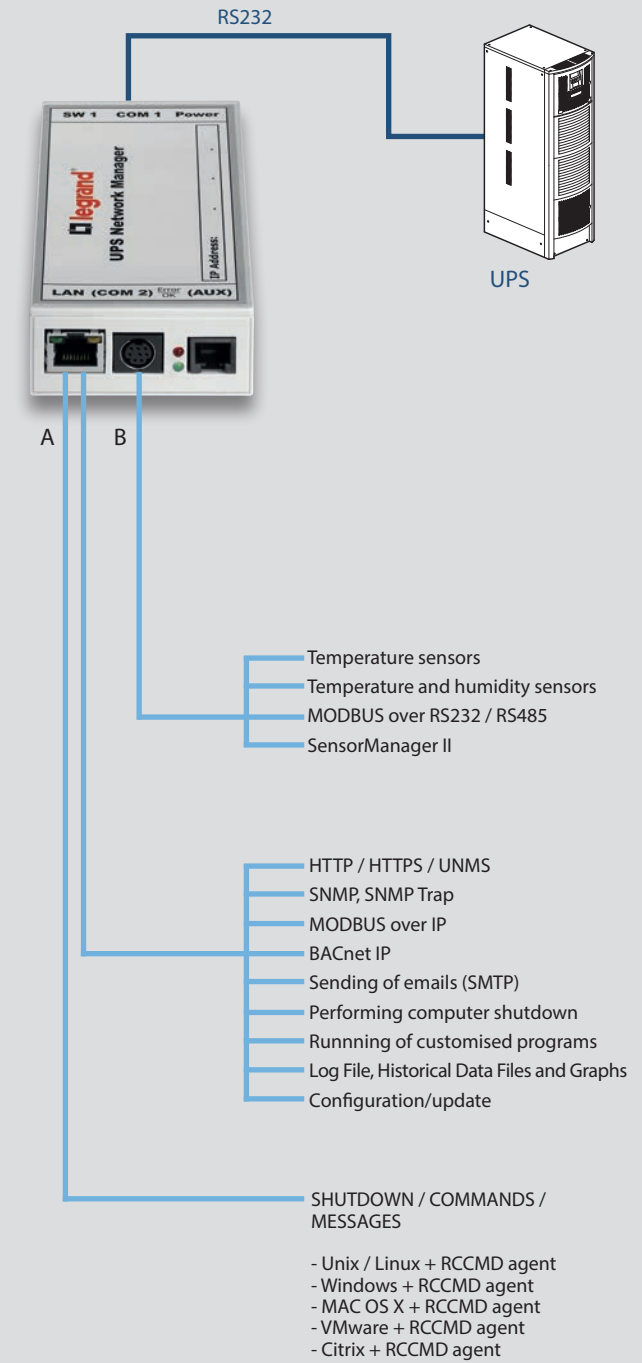 RS232
SW 1 COM 1 Power
legrand
UPS Network Manager
IP Address: . . .
LAN (COM 2) Error OK (AUX)
UPS
A B
Temperature sensors
Temperature and humidity sensors
MODBUS over RS232 / RS485
SensorManager II
HTTP / HTTPS / UNMS
SNMP, SNMP Trap
MODBUS over IP
BACnet IP
Sending of emails (SMTP)
Performing computer shutdown
Runnning of customised programs
Log File, Historical Data Files and Graphs
Configuration/update
SHUTDOWN / COMMANDS /
MESSAGES
- Unix / Linux + RCCMD agent
- Windows + RCCMD agent
- MAC OS X + RCCMD agent
- VMware + RCCMD agent
- Citrix + RCCMD agent